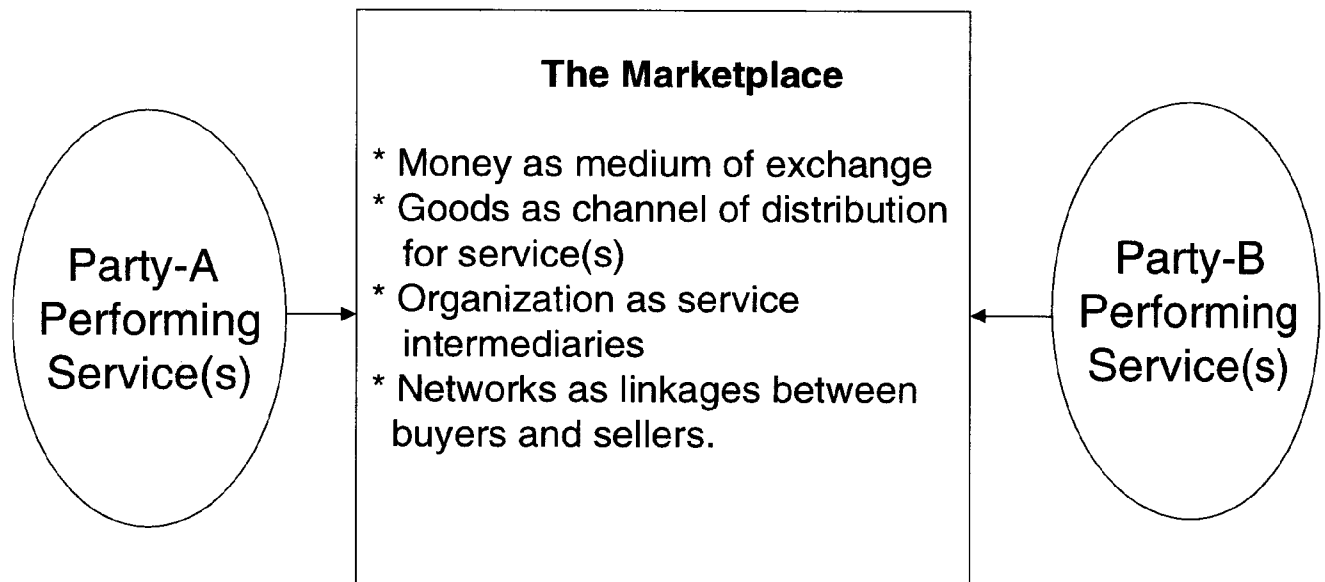 The Marketplace
Party-A
Performing
Service(s)
* Money as medium of exchange
* Goods as channel of distribution
for service(s)
* Organization as service
intermediaries
* Networks as linkages between
buyers and sellers.
Party-B
Performing
Service(s)